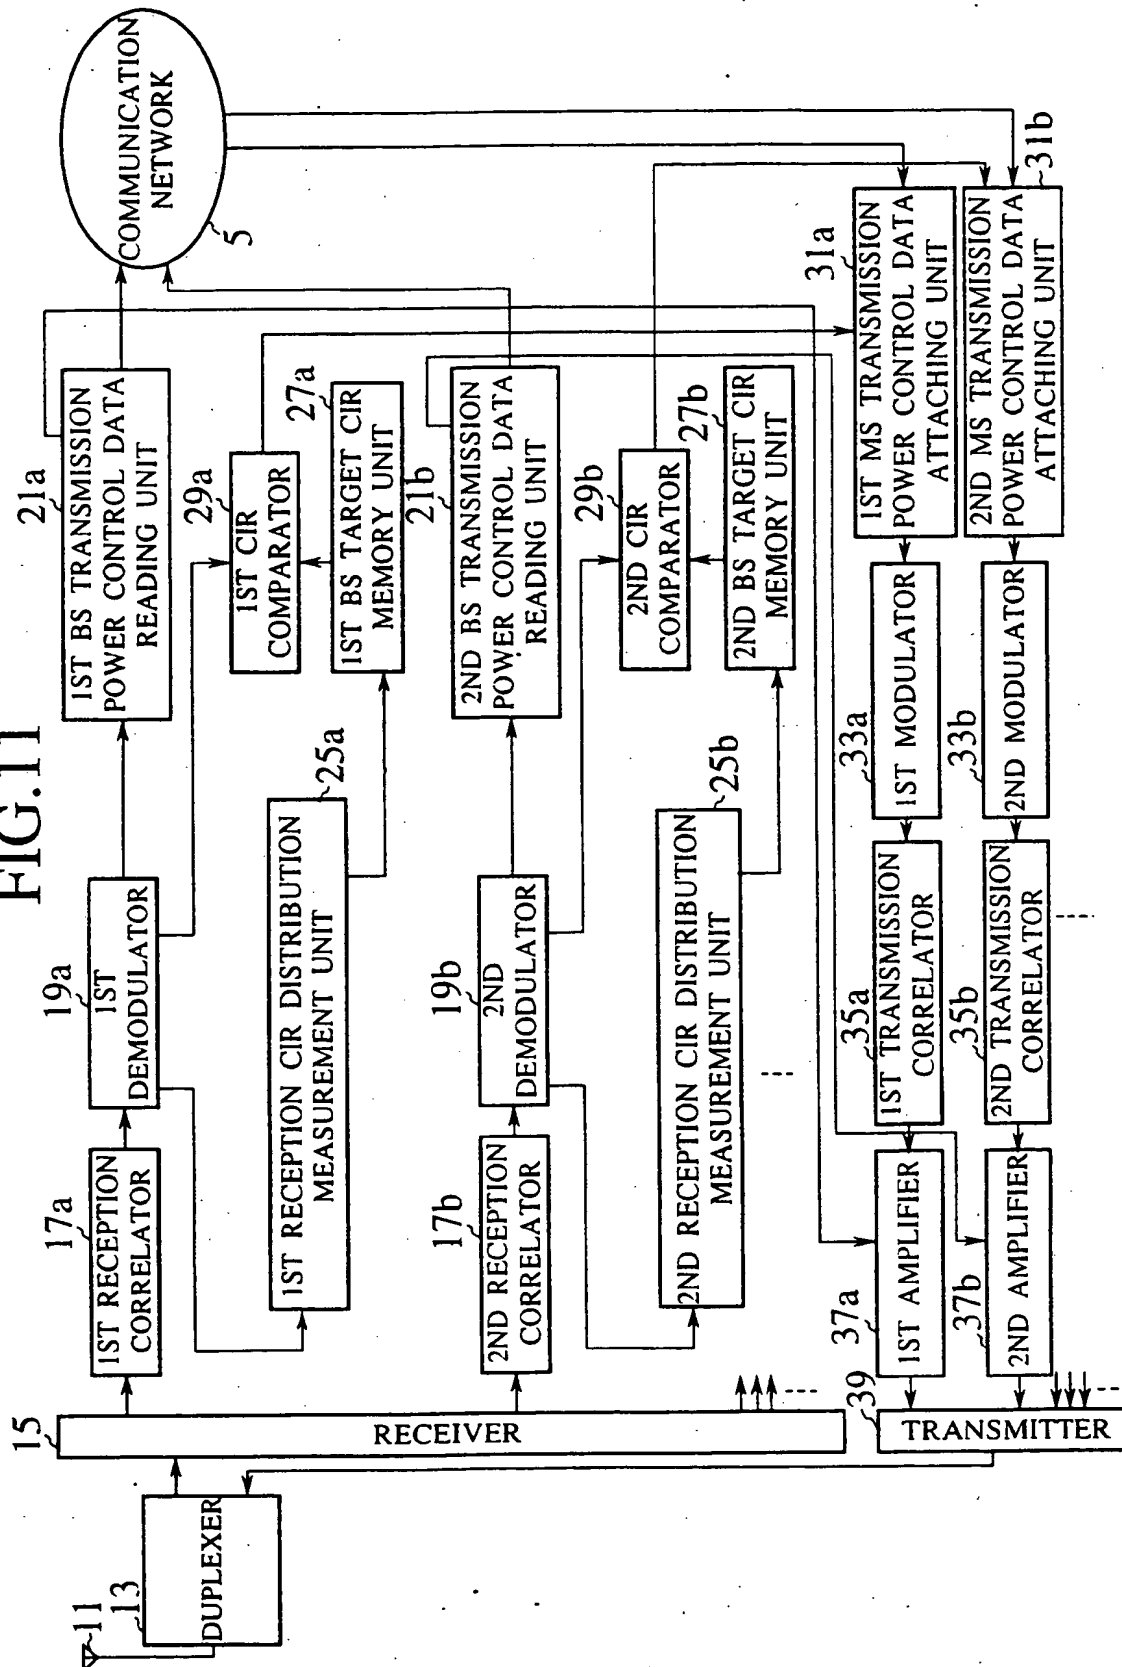 FIG.11
11
13
DUPLEXER
15
RECEIVER
17a
1ST RECEPTION
CORRELATOR
19a
1ST
DEMODULATOR
21a
1ST BS TRANSMISSION
POWER CONTROL DATA
READING UNIT
COMMUNICATION
NETWORK
5
25a
1ST RECEPTION CIR DISTRIBUTION
MEASUREMENT UNIT
29a
1ST CIR
COMPARATOR
27a
1ST BS TARGET CIR
MEMORY UNIT
17b
2ND RECEPTION
CORRELATOR
19b
2ND
DEMODULATOR
21b
2ND BS TRANSMISSION
POWER CONTROL DATA
READING UNIT
25b
2ND RECEPTION CIR DISTRIBUTION
MEASUREMENT UNIT
29b
2ND CIR
COMPARATOR
27b
2ND BS TARGET CIR
MEMORY UNIT
39
TRANSMITTER
37a
1ST AMPLIFIER
35a
1ST TRANSMISSION
CORRELATOR
33a
1ST MODULATOR
31a
1ST MS TRANSMISSION
POWER CONTROL DATA
ATTACHING UNIT
37b
2ND AMPLIFIER
35b
2ND TRANSMISSION
CORRELATOR
33b
2ND MODULATOR
31b
2ND MS TRANSMISSION
POWER CONTROL DATA
ATTACHING UNIT